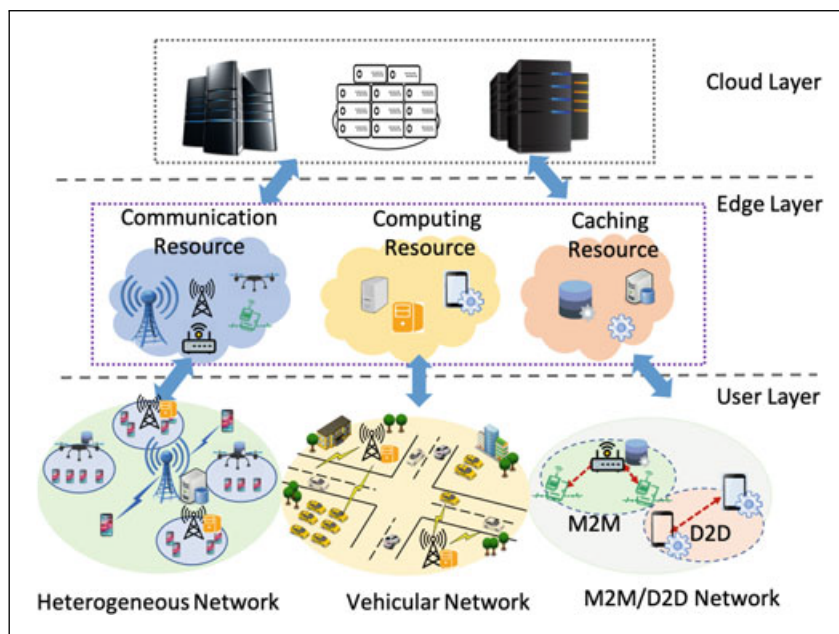 Cloud Layer
Edge Layer
Communication
Resource
Computing
Resource
Caching
Resource
User Layer
M2M
D2D
Heterogeneous Network
Vehicular Network
M2M/D2D Network